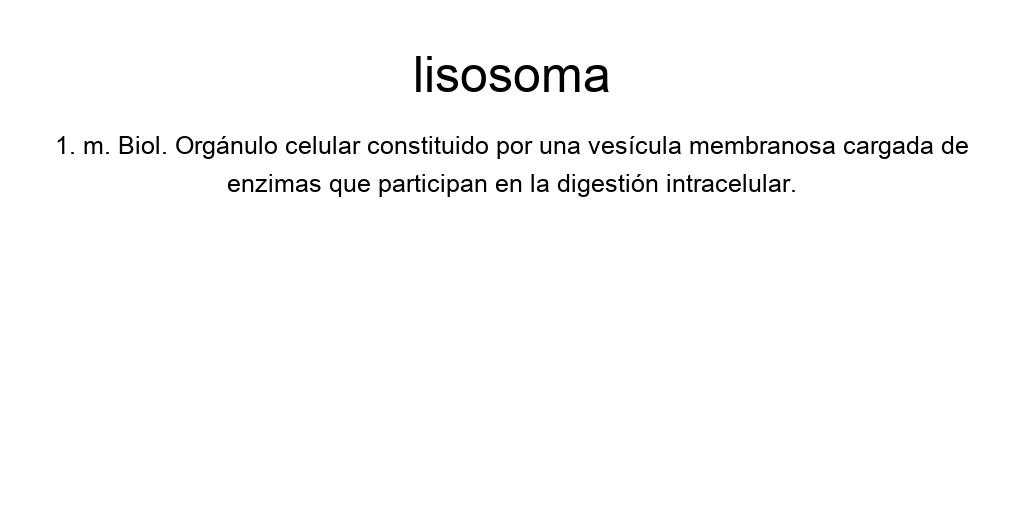 lisosoma
1. m. Biol. Orgánulo celular constituido por una vesícula membranosa cargada de
enzimas que participan en la digestión intracelular.